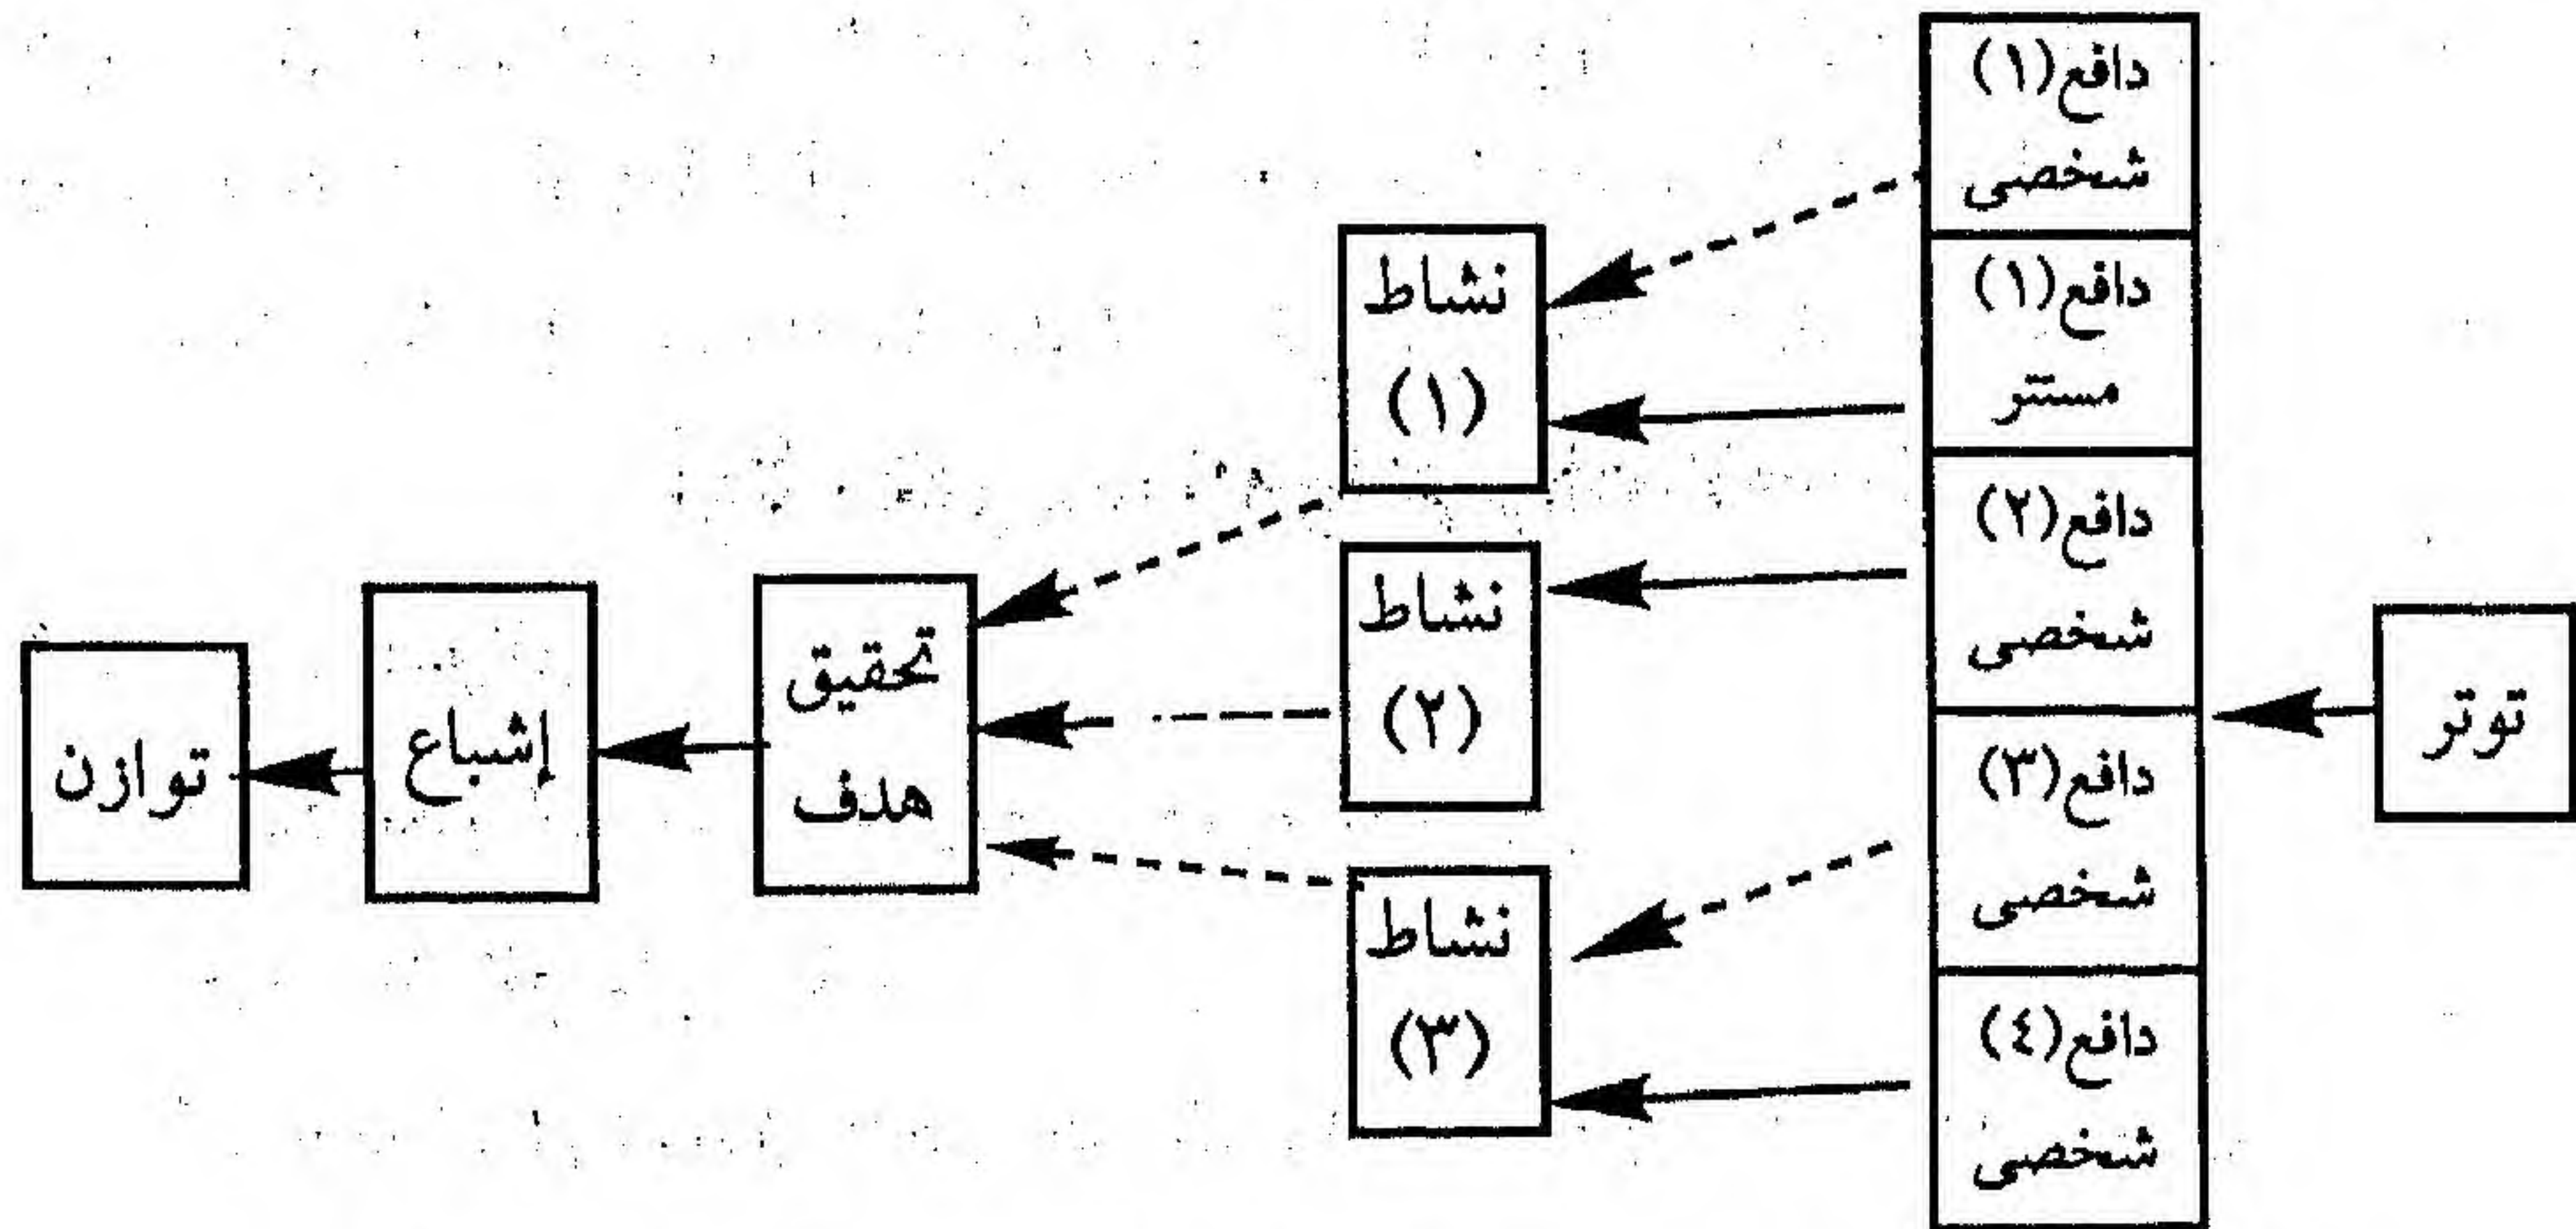 توتر
دافع (١)
شخصى
دافع (١)
مستتر
دافع (٢)
شخصى
دافع (٣)
شخصى
دافع (٤)
شخصى
نشاط
(١)
نشاط
(٢)
نشاط
(٣)
تحقيق
هدف
إشباع
توازن